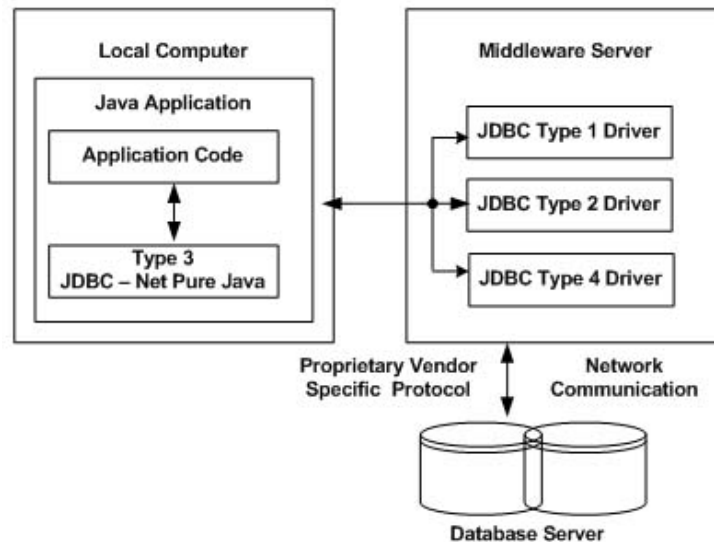 Local Computer
Java Application
Application Code
Type 3
JDBC – Net Pure Java
Middleware Server
JDBC Type 1 Driver
JDBC Type 2 Driver
JDBC Type 4 Driver
Proprietary Vendor
Specific Protocol
Network
Communication
Database Server